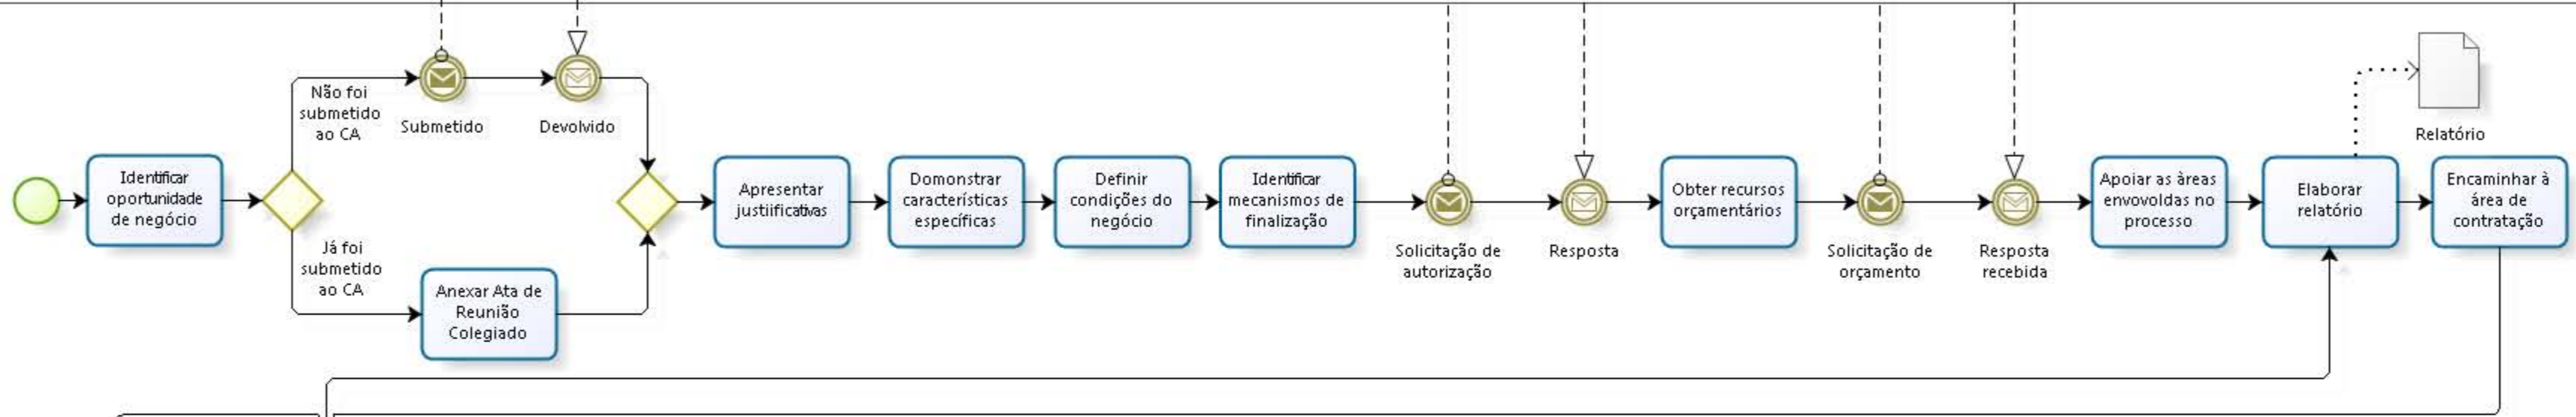 Identificar
oportunidade
de negócio
Não foi
submetido
ao CA
Já foi
submetido
ao CA
Submetido
Devolvido
Anexar Ata de
Reunião
Colegiado
Apresentar
justiificativas
Domonstrar
características
específicas
Definir
condições do
negócio
Identificar
mecanismos de
finalização
Solicitação de
autorização
Resposta
Obter recursos
orçamentários
Solicitação de
orçamento
Resposta
recebida
Apoiar as àreas
envovoldas no
processo
Elaborar
relatório
Relatório
Encaminhar à
área de
contratação